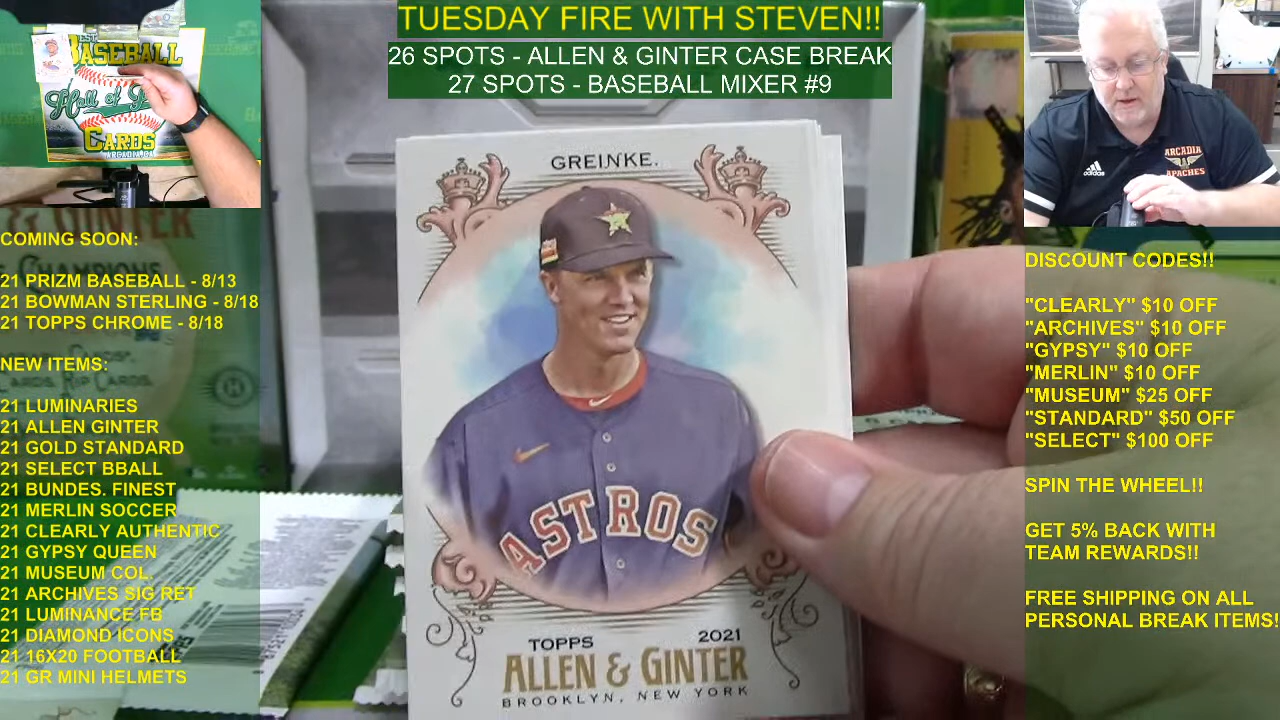 TUESDAY FIRE WITH STEVEN!!
26 SPOTS - ALLEN & GINTER CASE BREAK
27 SPOTS - BASEBALL MIXER #9
BASEBALL
Hall of
CARDS
& GINTER
COMING SOON:
21 PRIZM BASEBALL - 8/13
21 BOWMAN STERLING - 8/18
21 TOPPS CHROME - 8/18
NEW ITEMS:
21 LUMINARIES
21 ALLEN GINTER
21 GOLD STANDARD
21 SELECT BBALL
21 BUNDES. FINEST
21 MERLIN SOCCER
21 CLEARLY AUTHENTIC
21 GYPSY QUEEN
21 MUSEUM COL.
21 ARCHIVES SIG RET
21 LUMINANCE FB
21 DIAMOND ICONS
21 16X20 FOOTBALL
21 GR MINI HELMETS
GREINKE.
ASTROS
TOPPS 2021
ALLEN & GINTER
BROOKLYN, NEW YORK
adidas
ARCADIA
APACHES
DISCOUNT CODES!!
"CLEARLY" $10 OFF
"ARCHIVES" $10 OFF
"GYPSY" $10 OFF
"MERLIN" $10 OFF
"MUSEUM" $25 OFF
"STANDARD" $50 OFF
"SELECT" $100 OFF
SPIN THE WHEEL!!
GET 5% BACK WITH
TEAM REWARDS!!
FREE SHIPPING ON ALL
PERSONAL BREAK ITEMS!